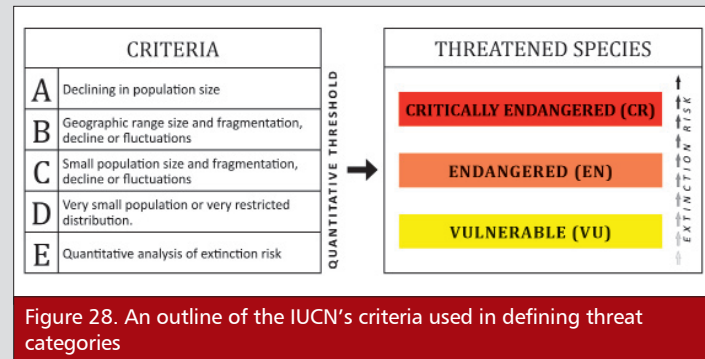 CRITERIA
A Declining in population size
B Geographic range size and fragmentation,
decline or fluctuations
C Small population size and fragmentation,
decline or fluctuations
D Very small population or very restricted
distribution.
E Quantitative analysis of extinction risk
QUANTITATIVE THRESHOLD
THREATENED SPECIES
CRITICALLY ENDANGERED (CR)
ENDANGERED (EN)
VULNERABLE (VU)
EXTINCTION RISK
Figure 28. An outline of the IUCN’s criteria used in defining threat
categories